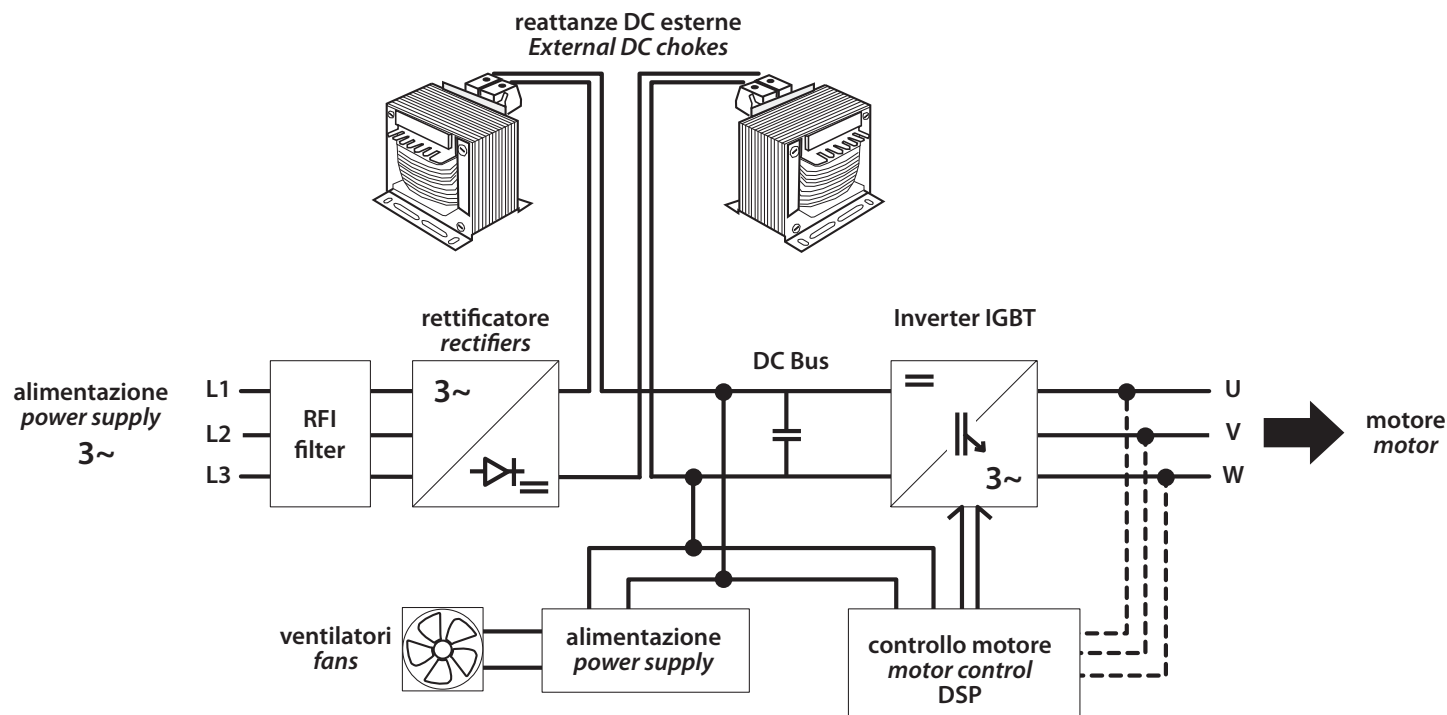 reattanze DC esterne
External DC chokes
rettificatore
rectifiers
Inverter IGBT
DC Bus
alimentazione
power supply
3~
L1
L2
L3
RFI
filter
3~
3~
U
V
W
motore
motor
ventilatori
fans
alimentazione
power supply
controllo motore
motor control
DSP